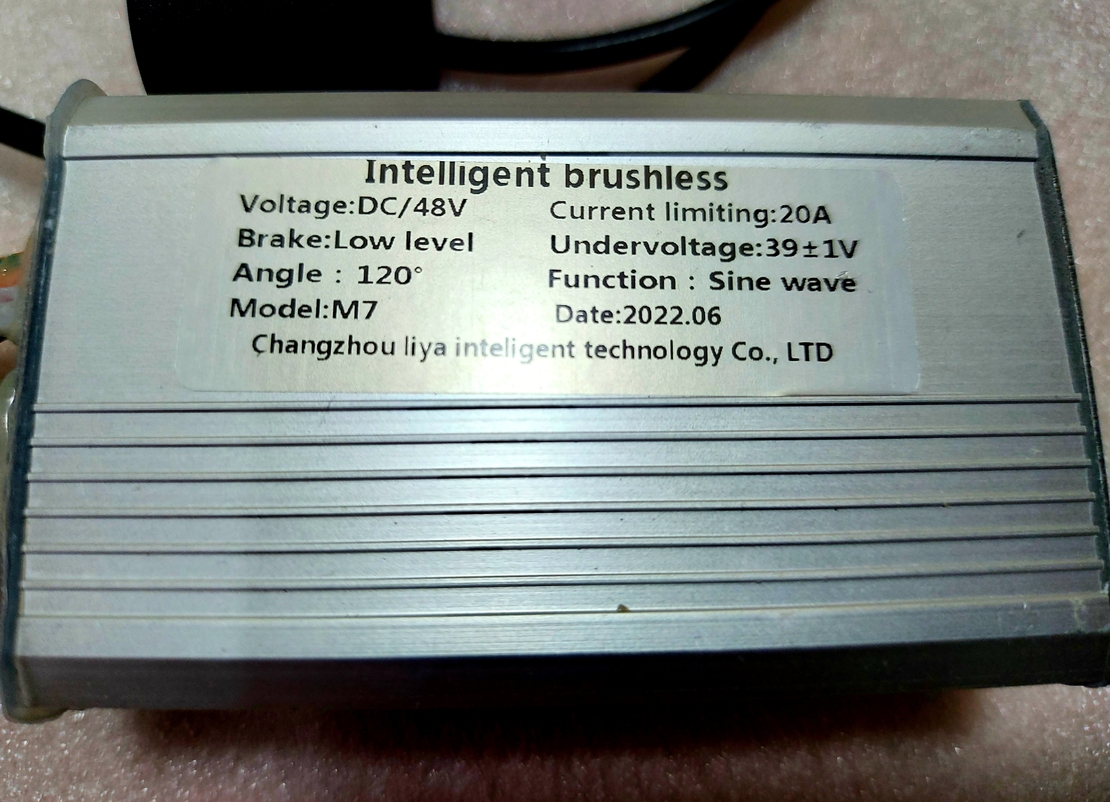 Intelligent brushless
Voltage:DC/48V Current limiting:20A
Brake:Low level Undervoltage:39±1V
Angle : 120° Function : Sine wave
Model:M7 Date:2022.06
Changzhou liya inteligent technology Co., LTD